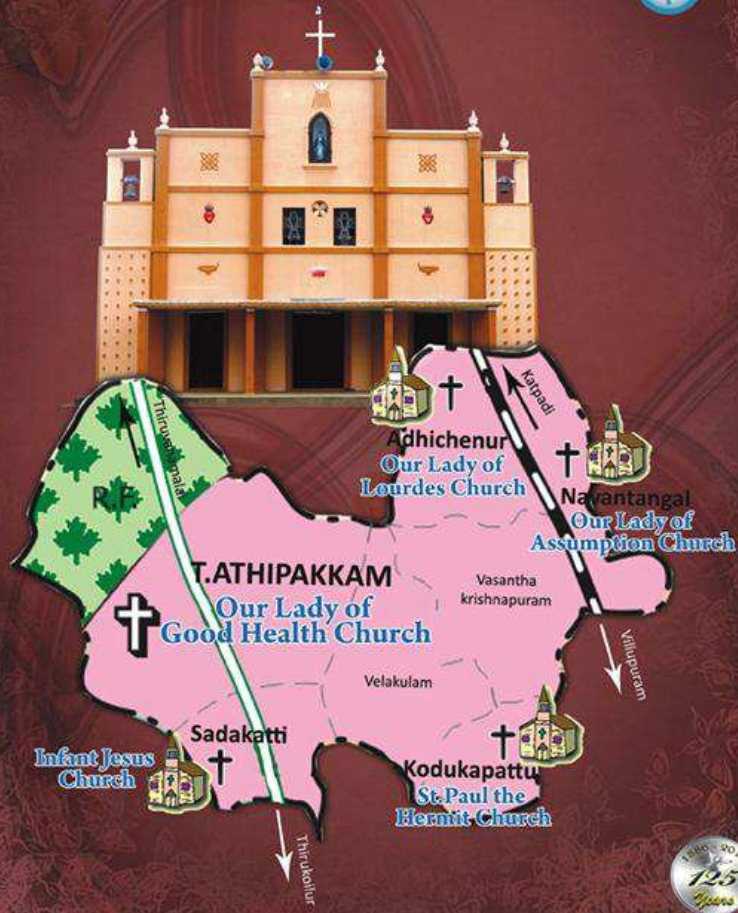 Thiruvannamalai
R.F.
Katpadi
Adhichenur
Our Lady of
Lourdes Church
Navantangal
Our Lady of
Assumption Church
T.ATHIPAKKAM
Our Lady of
Good Health Church
Vasantha
krishnapuram
Villupuram
Velakulam
Sadakatti
Infant Jesus
Church
Kodukapattu
St.Paul the
Hermit Church
Thirukoilur
125
Years